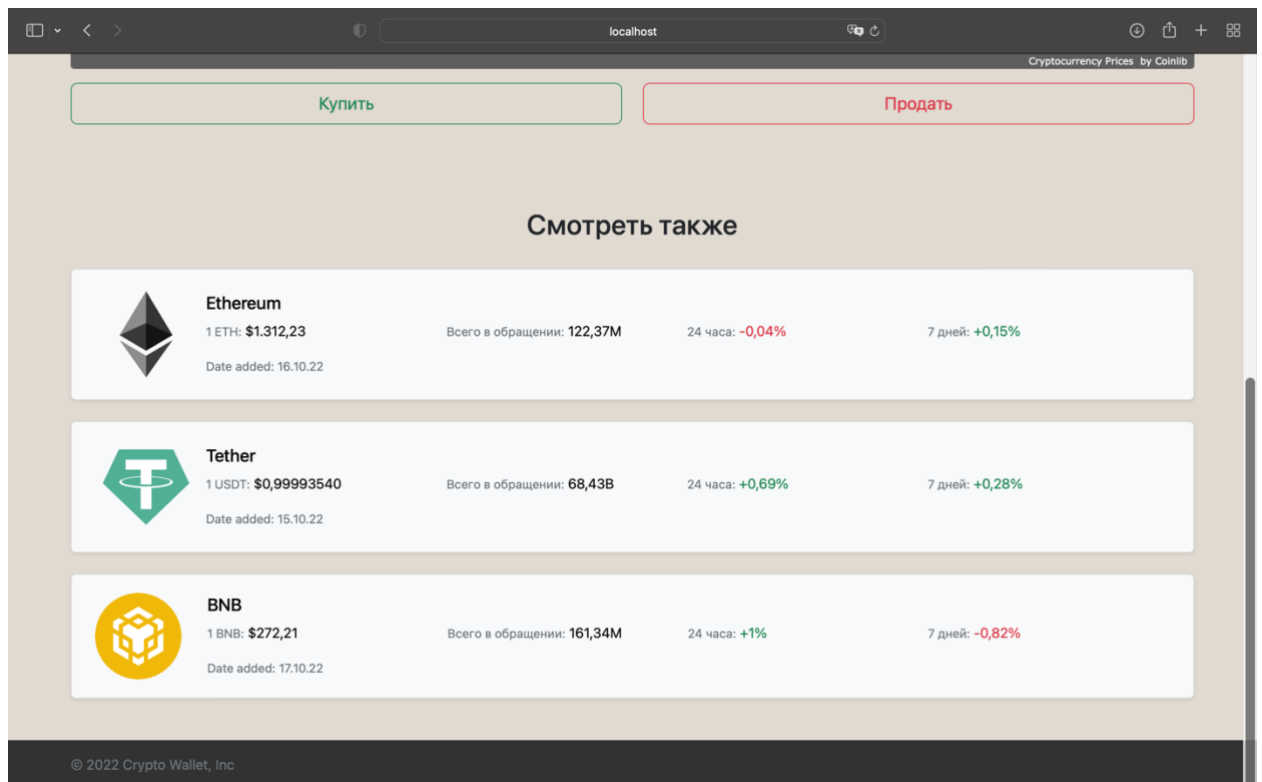 localhost
Cryptocurrency Prices by Coinlib
Купить
Продать
Смотреть также
Ethereum
1 ETH: $1.312,23 Всего в обращении: 122,37M 24 часа: -0,04% 7 дней: +0,15%
Date added: 16.10.22
Tether
1 USDT: $0,99993540 Всего в обращении: 68,43B 24 часа: +0,69% 7 дней: +0,28%
Date added: 15.10.22
BNB
1 BNB: $272,21 Всего в обращении: 161,34M 24 часа: +1% 7 дней: -0,82%
Date added: 17.10.22
© 2022 Crypto Wallet, Inc